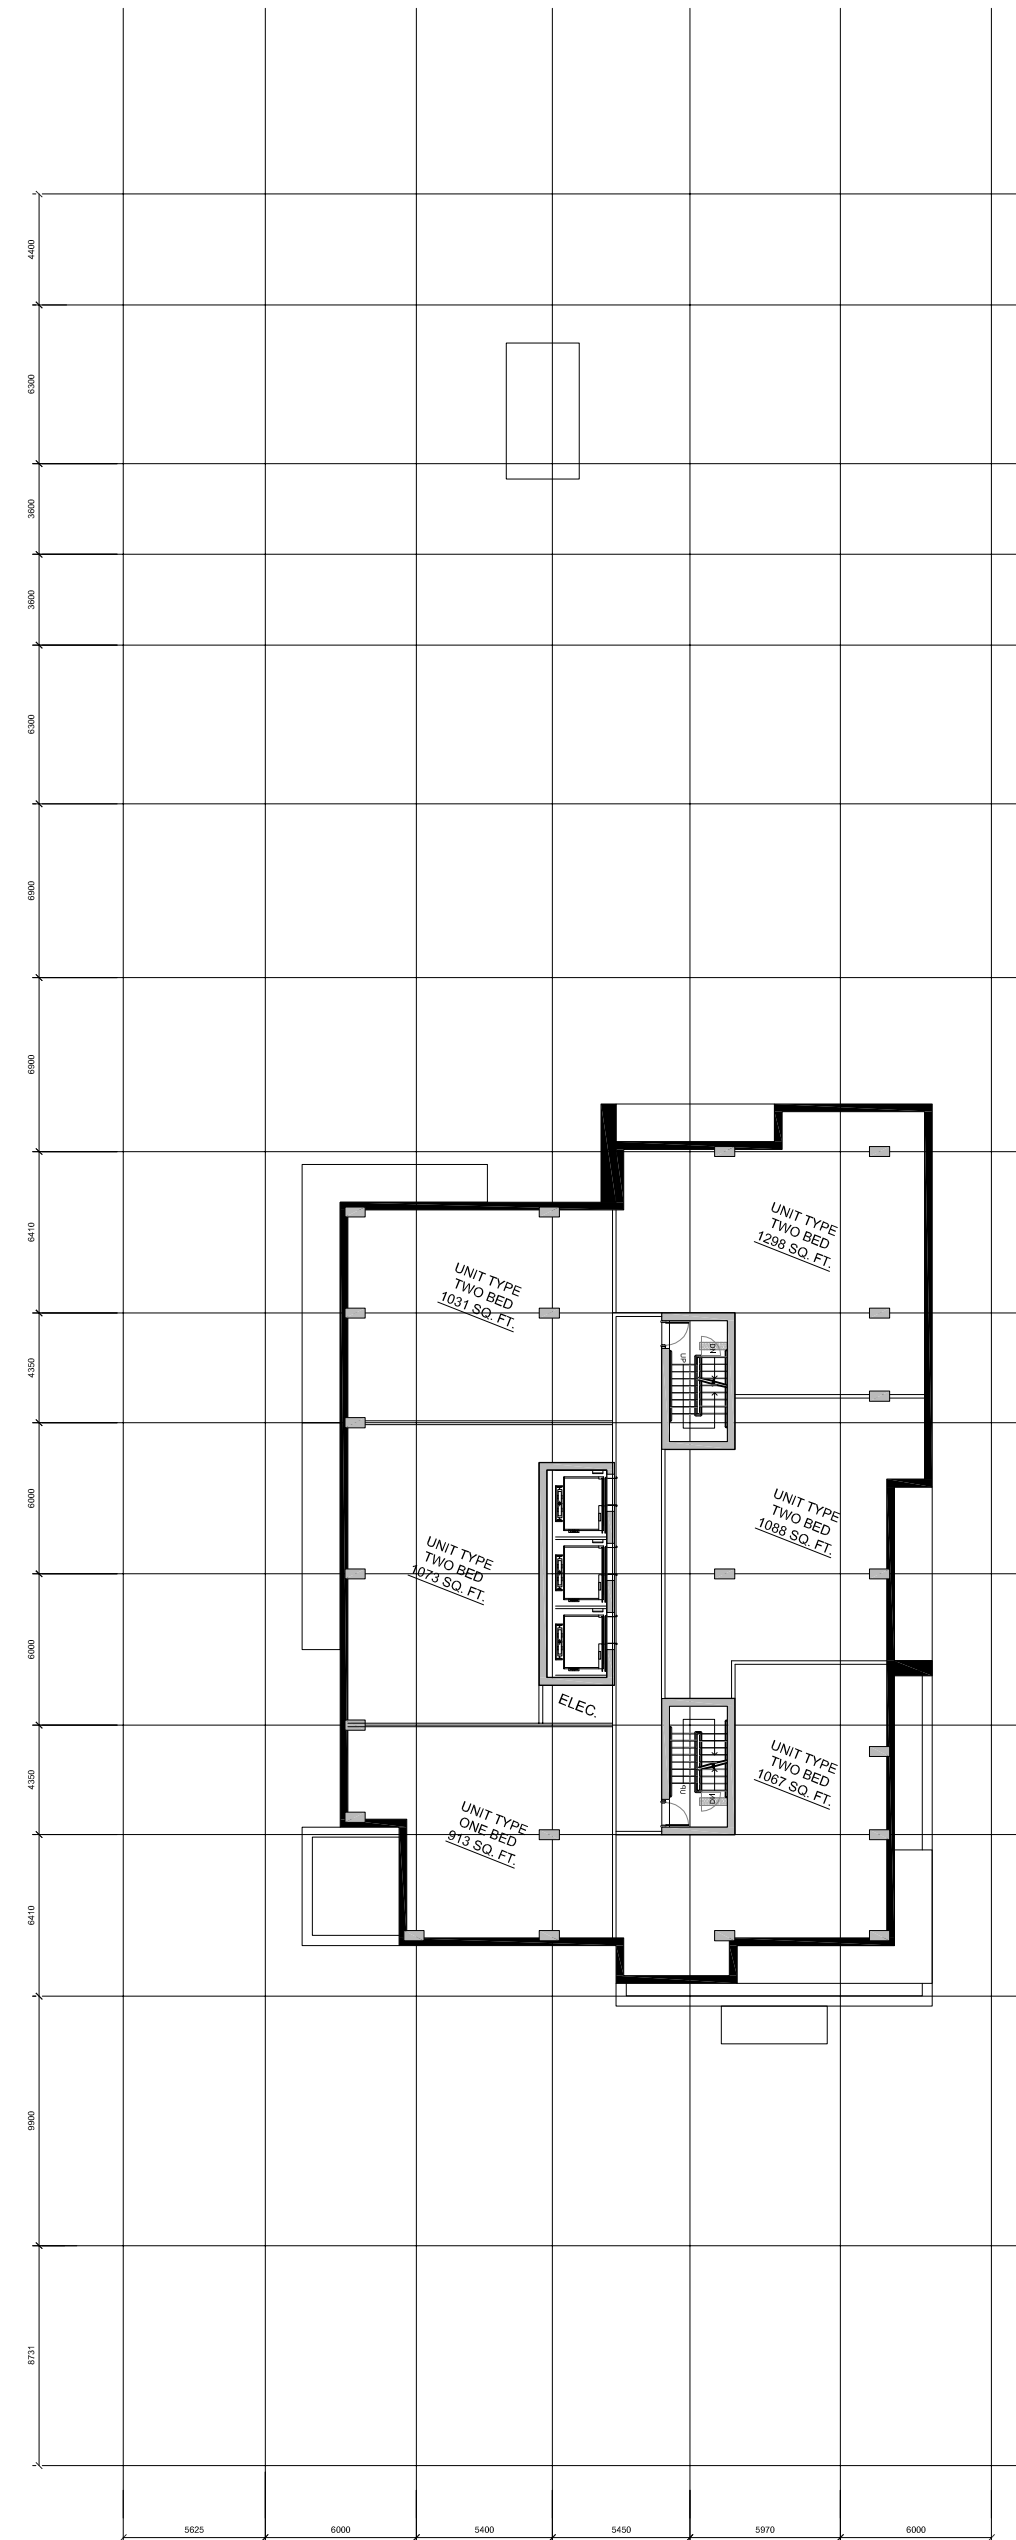 4400
6300
3600
3600
6300
6900
6900
6410
4350
6000
6000
4350
6410
9900
8731
UNIT TYPE
TWO BED
1298 SQ. FT.
UNIT TYPE
TWO BED
1031 SQ. FT.
UP
DN
UNIT TYPE
TWO BED
1088 SQ. FT.
UNIT TYPE
TWO BED
1073 SQ. FT.
ELEC.
UNIT TYPE
TWO BED
1067 SQ. FT.
UP
DN
UNIT TYPE
ONE BED
913 SQ. FT.
5625
6000
5400
5450
5970
6000